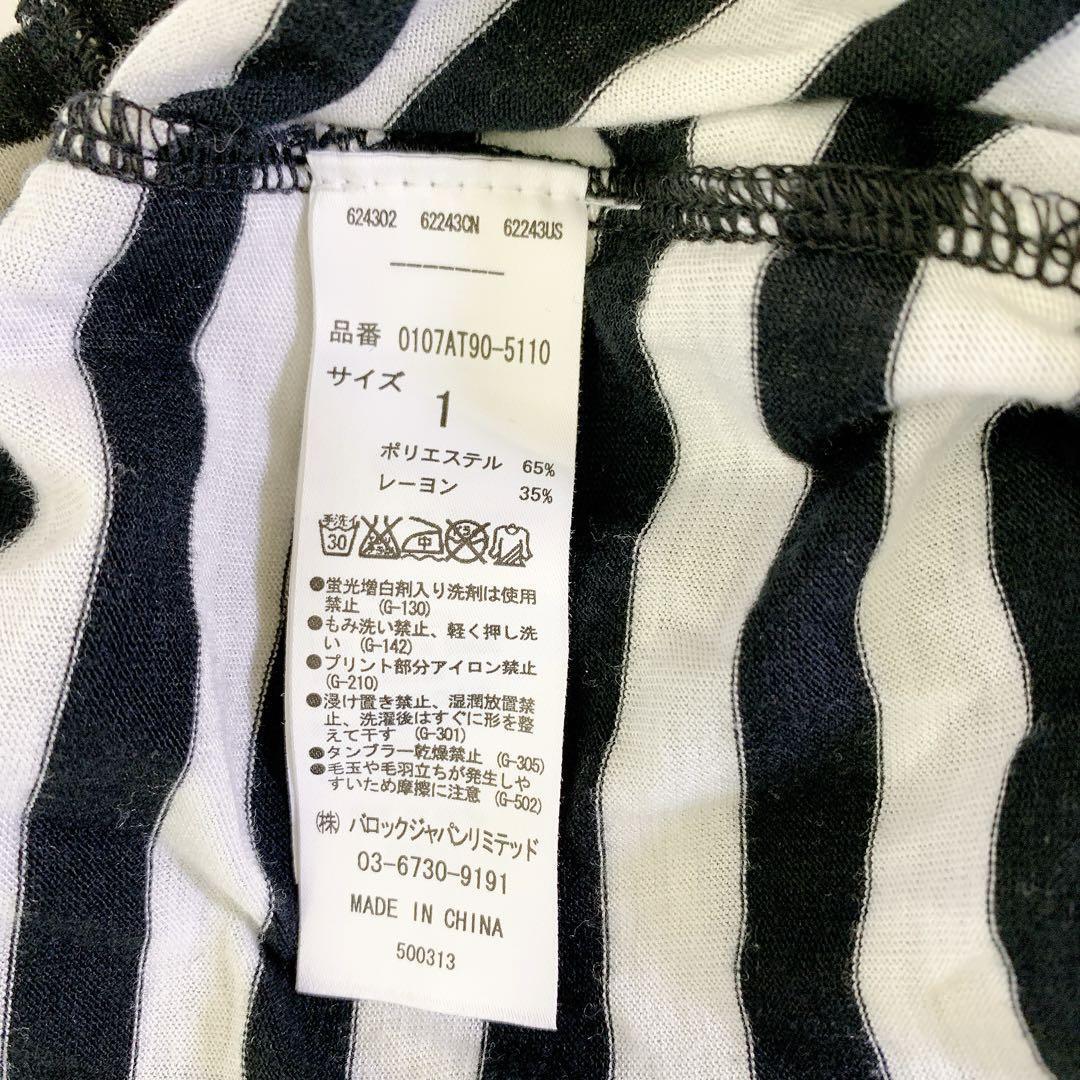 624302 62243CN 62243US
-------
品番 0107AT90-5110
サイズ
1
ポリエステル 65%
レーヨン 35%
手洗イ
30
中
●蛍光増白剤入り洗剤は使用
禁止 (G-130)
●もみ洗い禁止、軽く押し洗
い (G-142)
●プリント部分アイロン禁止
(G-210)
●浸け置き禁止、湿潤放置禁
止、洗濯後はすぐに形を整
えて干す (G-301)
●タンブラー乾燥禁止 (G-305)
●毛玉や毛羽立ちが発生しや
すいため摩擦に注意 (G-502)
(株) バロックジャパンリミテッド
03-6730-9191
MADE IN CHINA
500313